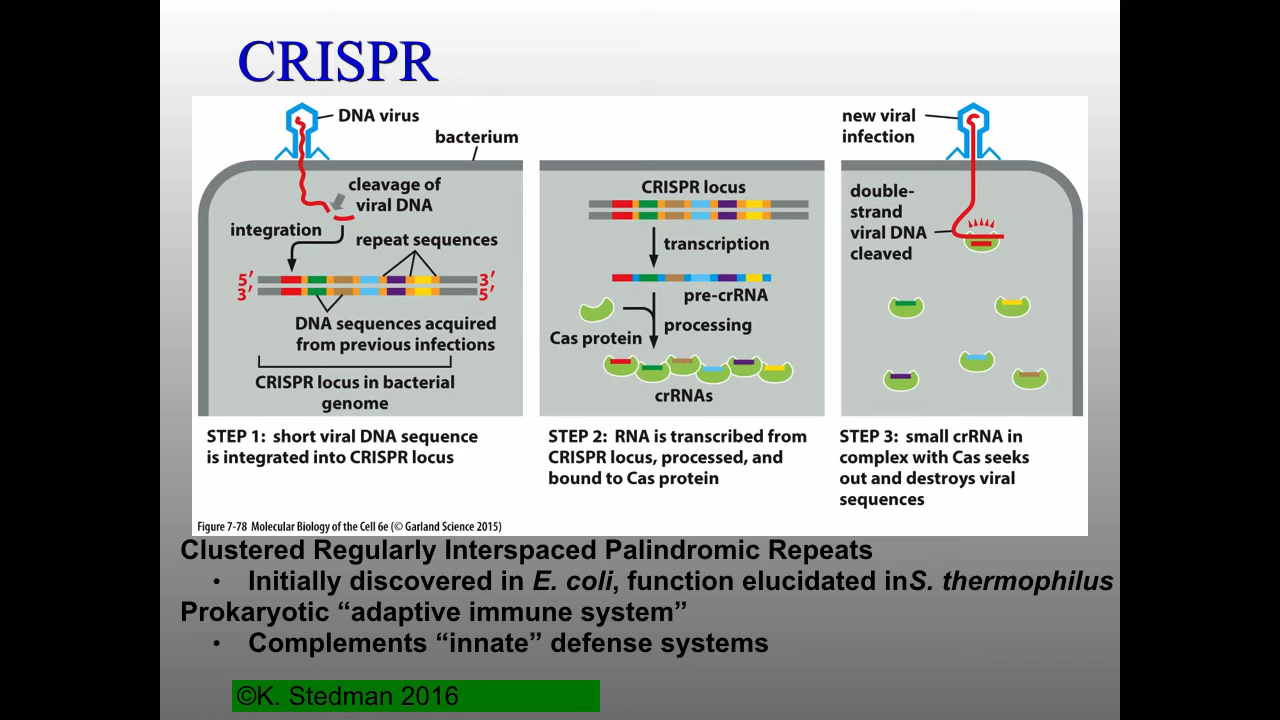 CRISPR
DNA virus
bacterium
cleavage of
viral DNA
integration
repeat sequences
5′
3′
3′
5′
DNA sequences acquired
from previous infections
CRISPR locus in bacterial
genome
STEP 1: short viral DNA sequence
is integrated into CRISPR locus
CRISPR locus
transcription
pre-crRNA
Cas protein
processing
crRNAs
STEP 2: RNA is transcribed from
CRISPR locus, processed, and
bound to Cas protein
new viral
infection
double-
strand
viral DNA
cleaved
STEP 3: small crRNA in
complex with Cas seeks
out and destroys viral
sequences
Figure 7-78 Molecular Biology of the Cell 6e (© Garland Science 2015)
Clustered Regularly Interspaced Palindromic Repeats
• Initially discovered in E. coli, function elucidated inS. thermophilus
Prokaryotic “adaptive immune system”
• Complements “innate” defense systems
©K. Stedman 2016